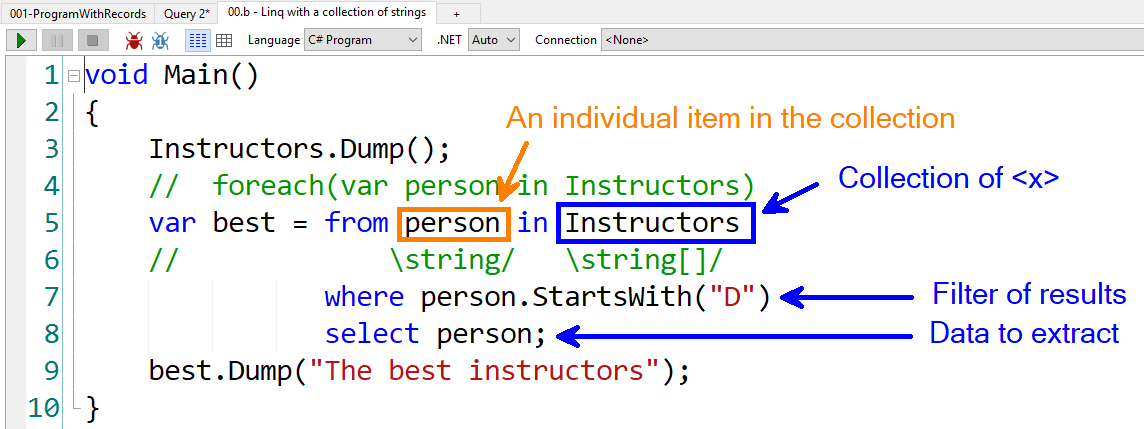 001-ProgramWithRecords Query 2* 00.b - Linq with a collection of strings +
Language C# Program .NET Auto Connection <None>
1 void Main()
2 {
An individual item in the collection
3 Instructors.Dump();
4 // foreach(var person in Instructors)
Collection of <x>
5 var best = from person in Instructors
6 // \string/ \string[]/
7 where person.StartsWith("D") Filter of results
8 select person; Data to extract
9 best.Dump("The best instructors");
10 }